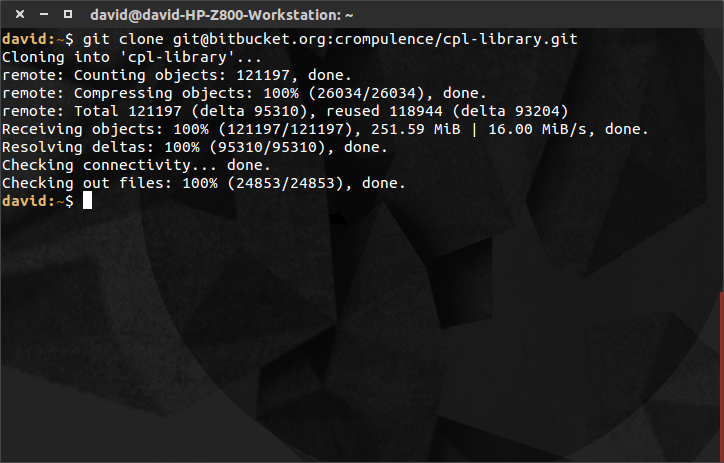 david@david-HP-Z800-Workstation: ~
david:~$ git clone git@bitbucket.org:crompulence/cpl-library.git
Cloning into 'cpl-library'...
remote: Counting objects: 121197, done.
remote: Compressing objects: 100% (26034/26034), done.
remote: Total 121197 (delta 95310), reused 118944 (delta 93204)
Receiving objects: 100% (121197/121197), 251.59 MiB | 16.00 MiB/s, done.
Resolving deltas: 100% (95310/95310), done.
Checking connectivity... done.
Checking out files: 100% (24853/24853), done.
david:~$